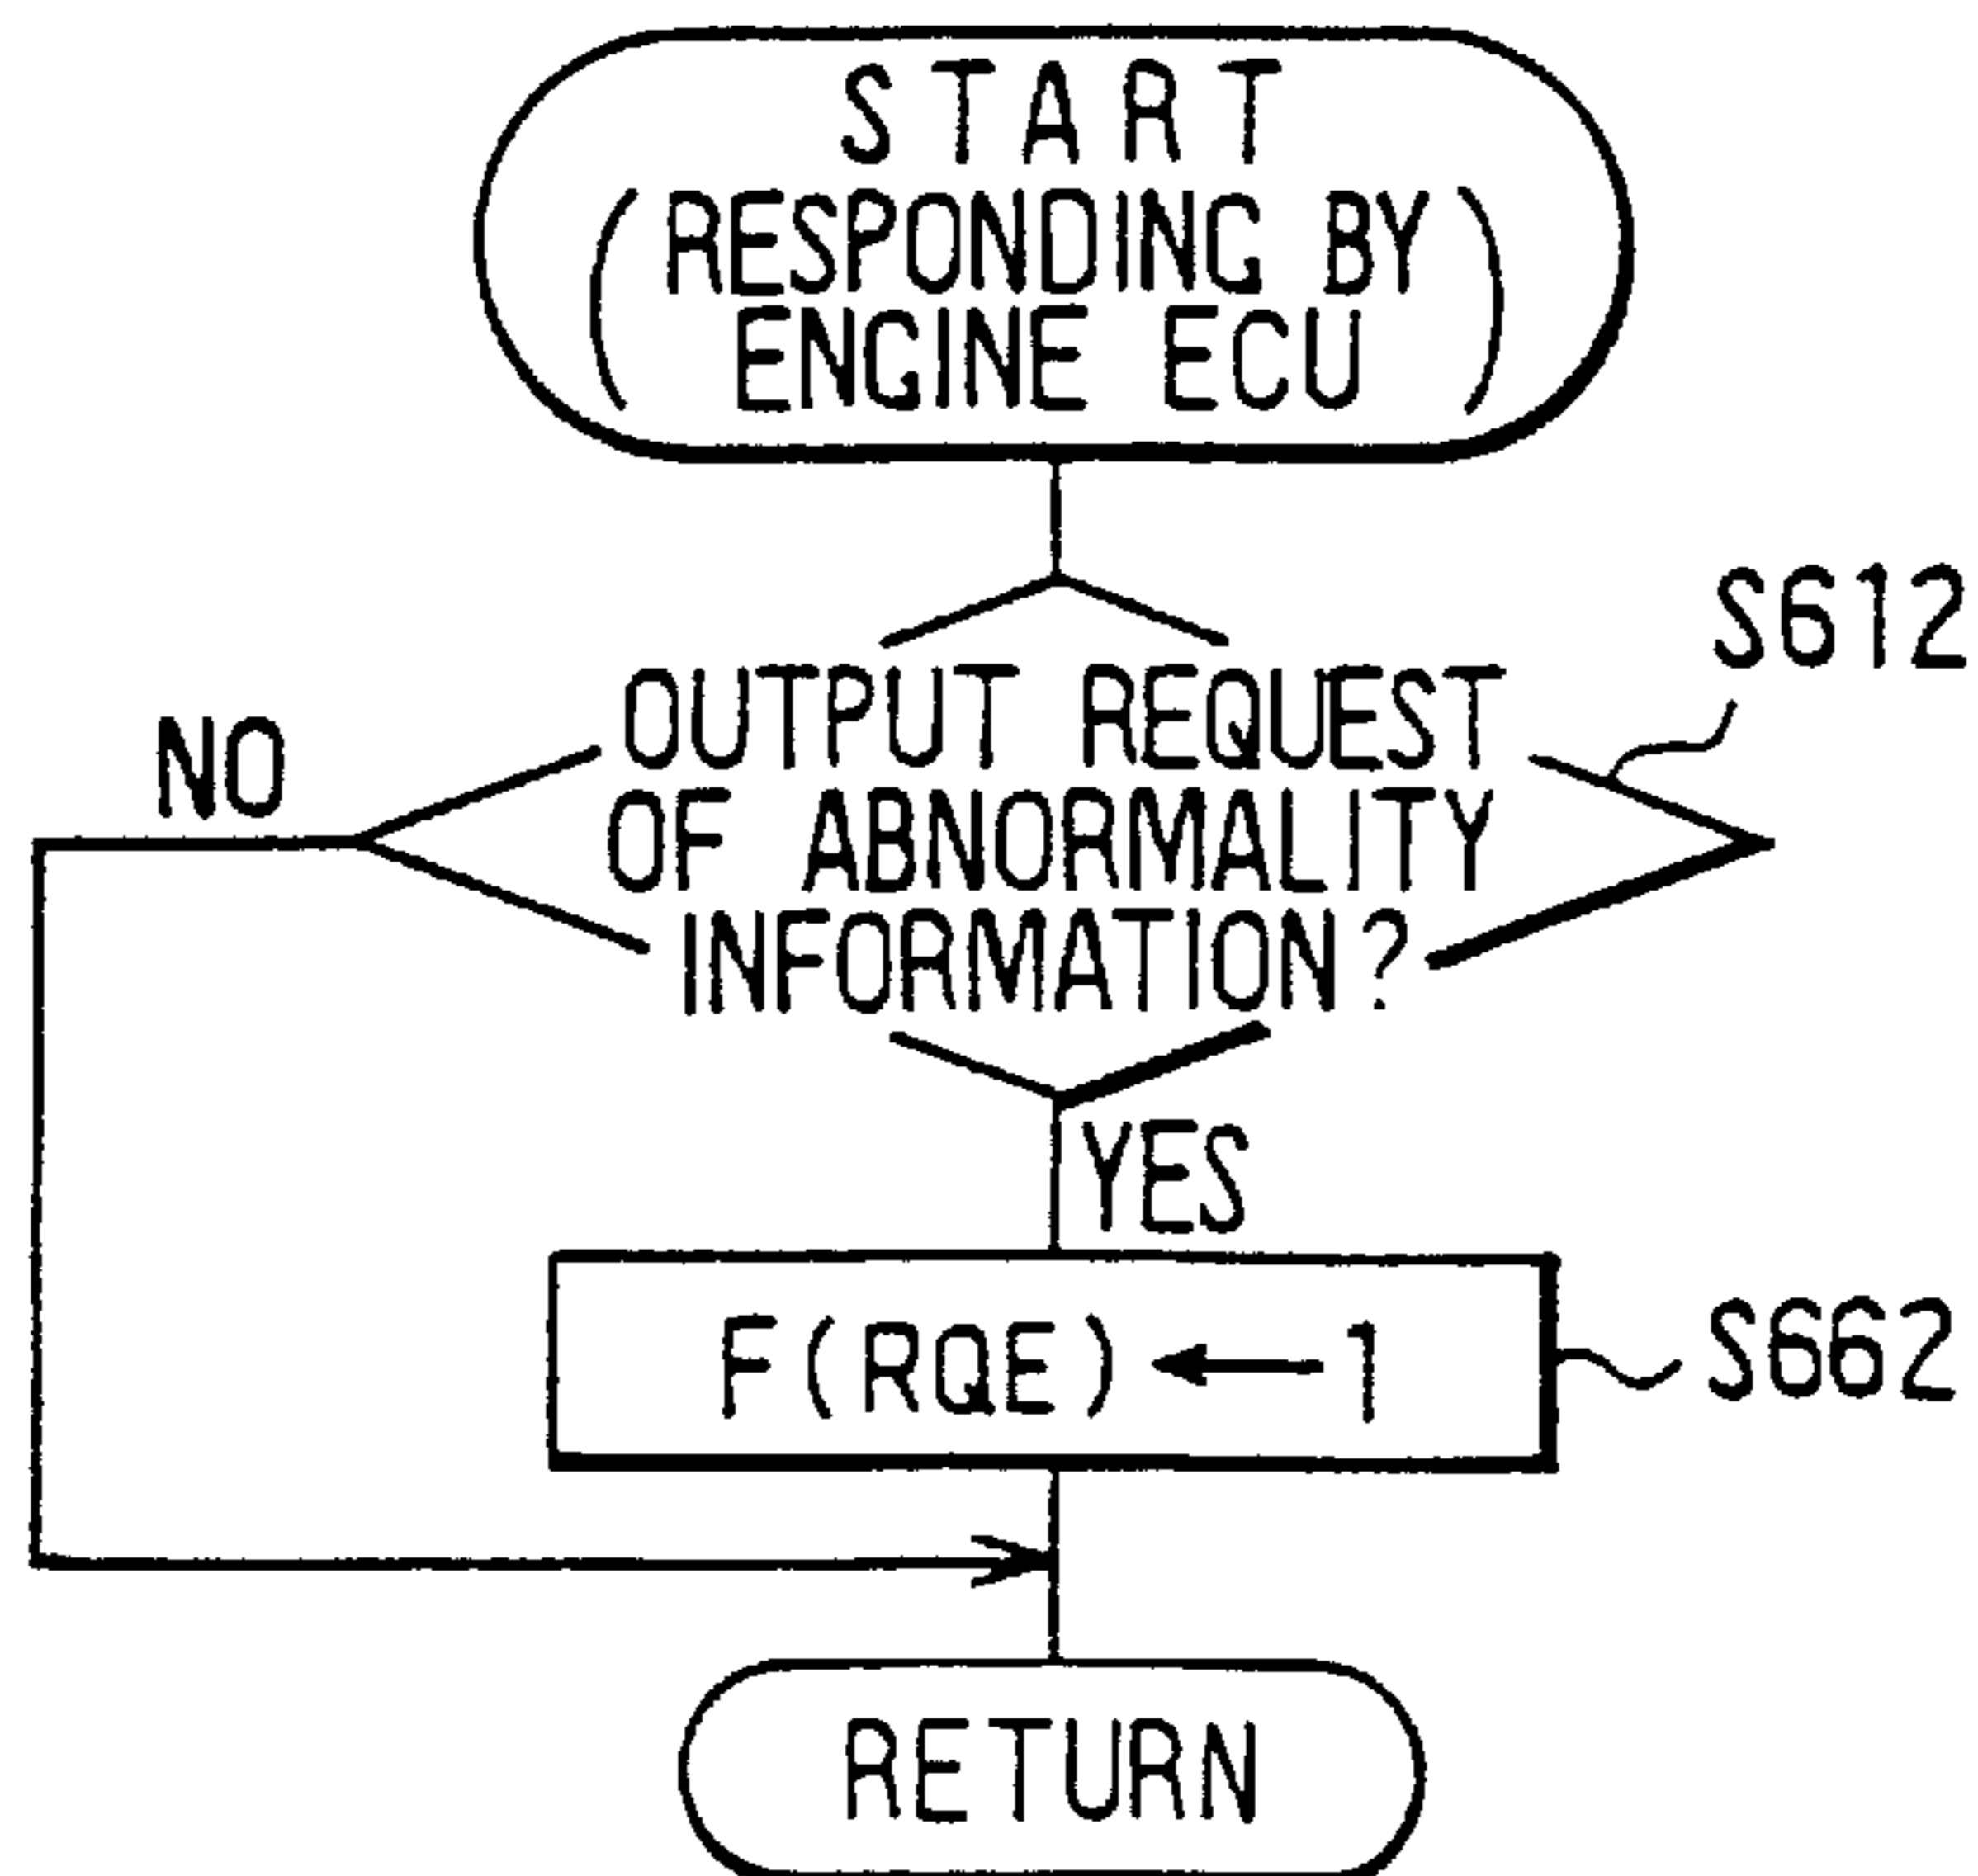 START
(RESPONDING BY
ENGINE ECU)
S612
OUTPUT REQUEST
OF ABNORMALITY
INFORMATION?
NO
YES
F(RQE) ← 1
S662
RETURN